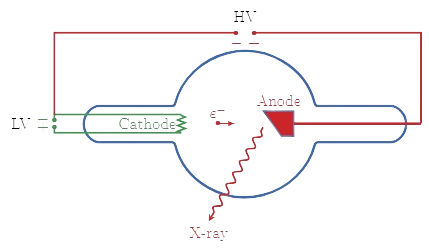 HV
Anode
e⁻
LV
Cathode
X-ray